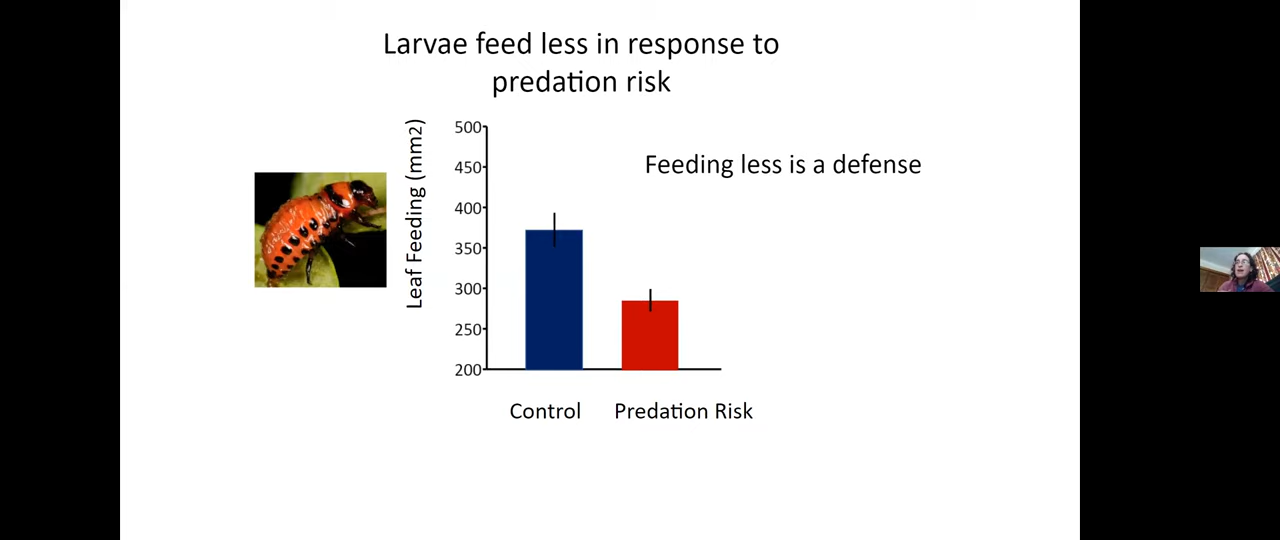 Larvae feed less in response to
predation risk
Leaf Feeding (mm2)
500
450
400
350
300
250
200
Feeding less is a defense
Control
Predation Risk